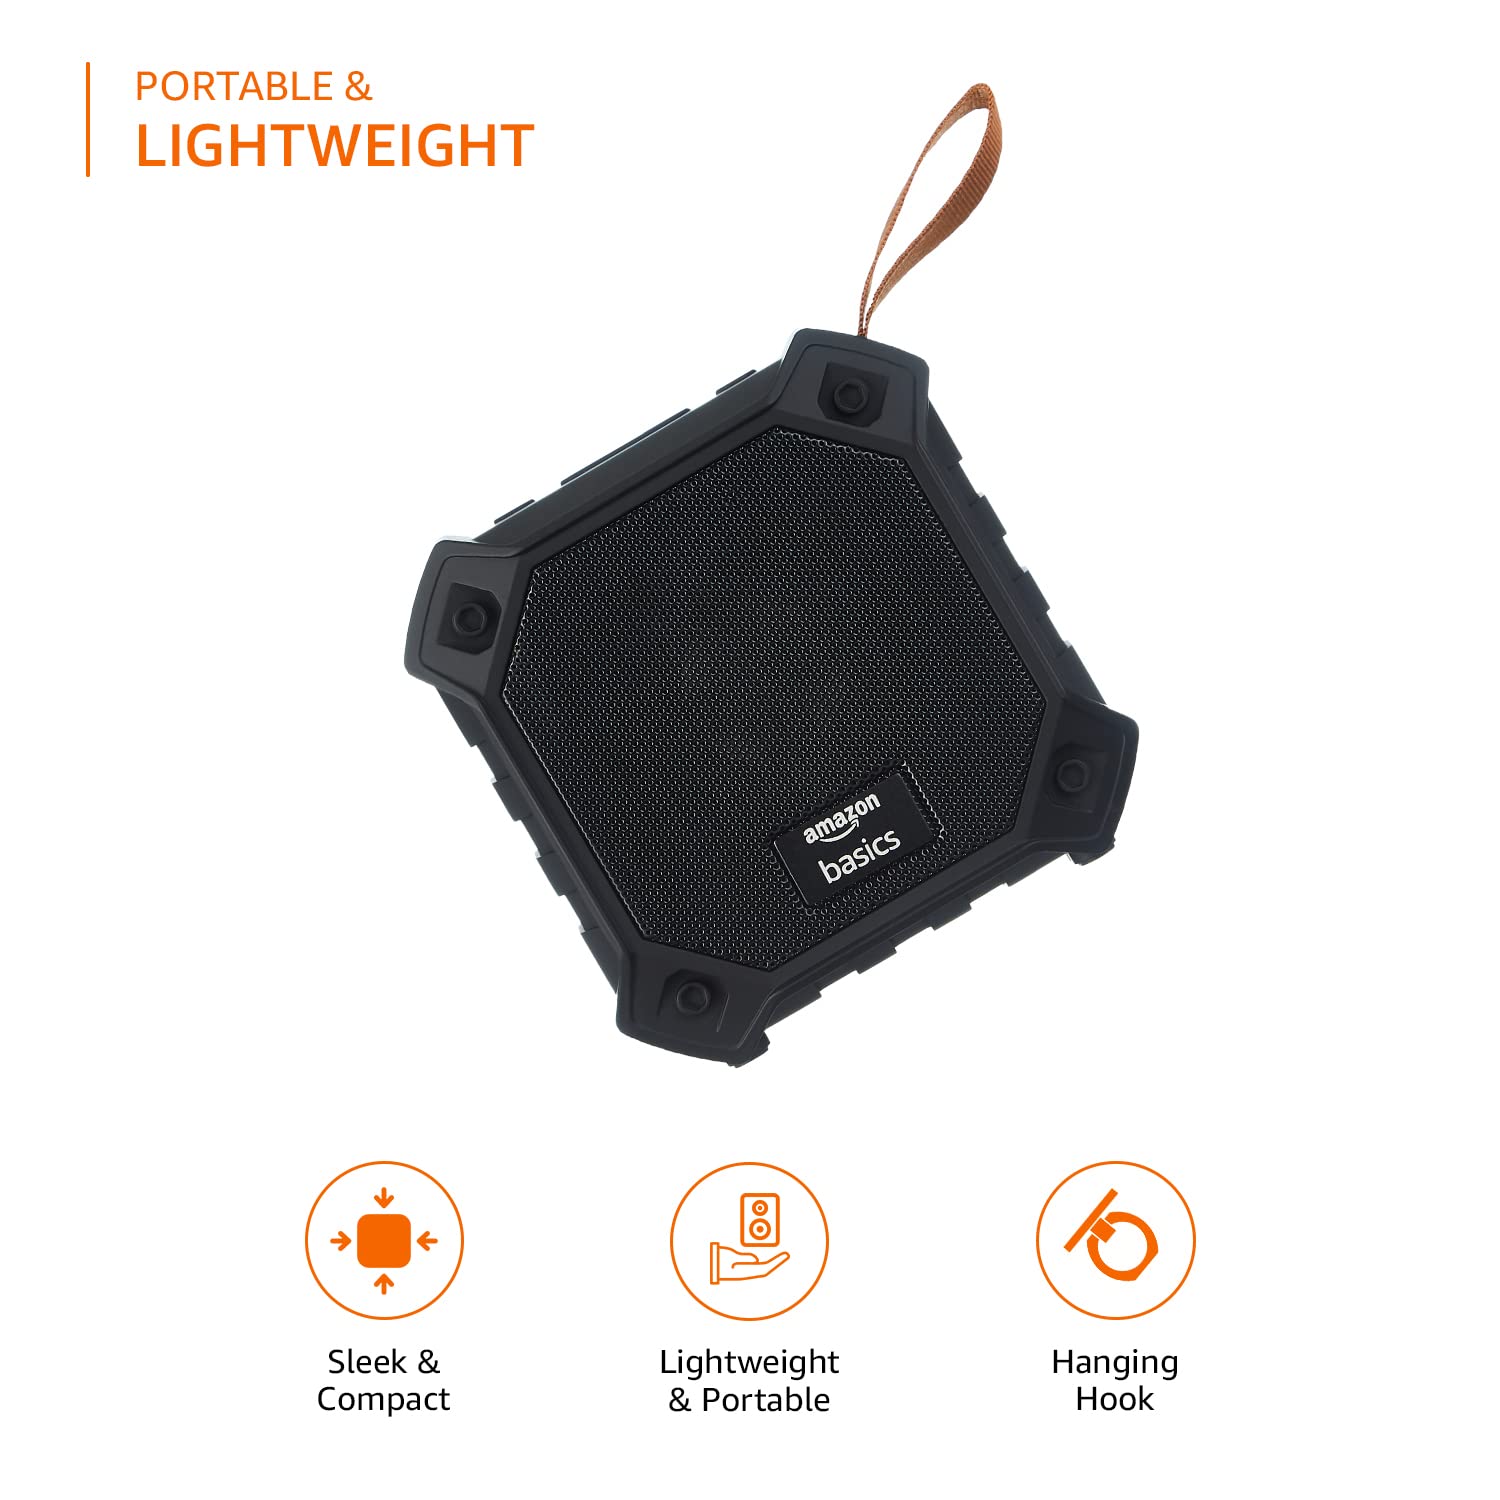 PORTABLE &
LIGHTWEIGHT
amazon
basics
Sleek &
Compact
Lightweight
& Portable
Hanging
Hook